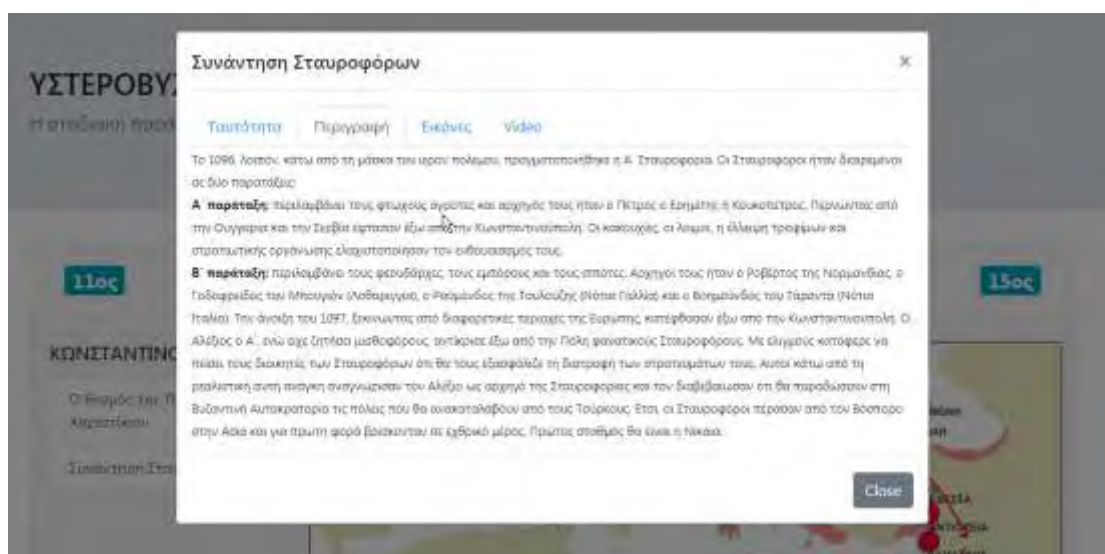 ΥΣΤΕΡΟΒΥΖ
Η σταδιακή παρα
Συνάντηση Σταυροφόρων
×
Ταυτότητα Περιγραφή Εικόνες Video
Το 1096, λοιπόν, κάτω από τη μάσκα του ιερού πολέμου, πραγματοποιήθηκε η Α΄ Σταυροφορία. Οι Σταυροφόροι ήταν διαιρεμένοι
σε δύο παρατάξεις:
Α΄ παράταξη: περιλαμβάνει τους φτωχούς αγρότες και αρχηγός τους ήταν ο Πέτρος ο Ερημίτης ή Κουκοπέτρος. Περνώντας από
την Ουγγαρία και την Σερβία έφτασαν έξω από την Κωνσταντινούπολη. Οι κακουχίες, οι λοιμοί, η έλλειψη τροφίμων και
στρατιωτικής οργάνωσης ελαχιστοποίησαν τον ενθουσιασμός τους.
Β΄ παράταξη: περιλαμβάνει τους φεουδάρχες, τους εμπόρους και τους ιππότες. Αρχηγοί τους ήταν ο Ροβέρτος της Νορμανδίας, ο
Γοδεφρείδος του Μπουγιόν (Λοθαριγγία), ο Ραϋμόνδος της Τουλούζης (Νότια Γαλλία) και ο Βοημούνδος του Τάραντα (Νότια
Ιταλία). Την άνοιξη του 1097, ξεκινώντας από διαφορετικές περιοχές της Ευρώπης, κατέφθασαν έξω από την Κωνσταντινούπολη. Ο
Αλέξιος ο Α΄, ενώ είχε ζητήσει μισθοφόρους, αντίκρισε έξω από την Πόλη φανατικούς Σταυροφόρους. Με ελιγμούς κατάφερε να
πείσει τους διοικητές των Σταυροφόρων ότι θα τους εξασφάλιζε τη διατροφή των στρατευμάτων τους. Αυτοί κάτω από τη
ρεαλιστική αυτή ανάγκη αναγνώρισαν τον Αλέξιο ως αρχηγό της Σταυροφορίας και τον διαβεβαίωσαν ότι θα παραδώσουν στη
Βυζαντινή Αυτοκρατορία τις πόλεις που θα ανακαταλάβουν από τους Τούρκους. Έτσι, οι Σταυροφόροι πέρασαν από τον Βόσπορο
στην Ασία και για πρώτη φορά βρίσκονταν σε εχθρικό μέρος. Πρώτος σταθμός θα είναι η Νίκαια.
Close
11ος
15ος
ΚΩΝΣΤΑΝΤΙΝΟ
Ο θεσμός της Π
Συνάντηση Στα